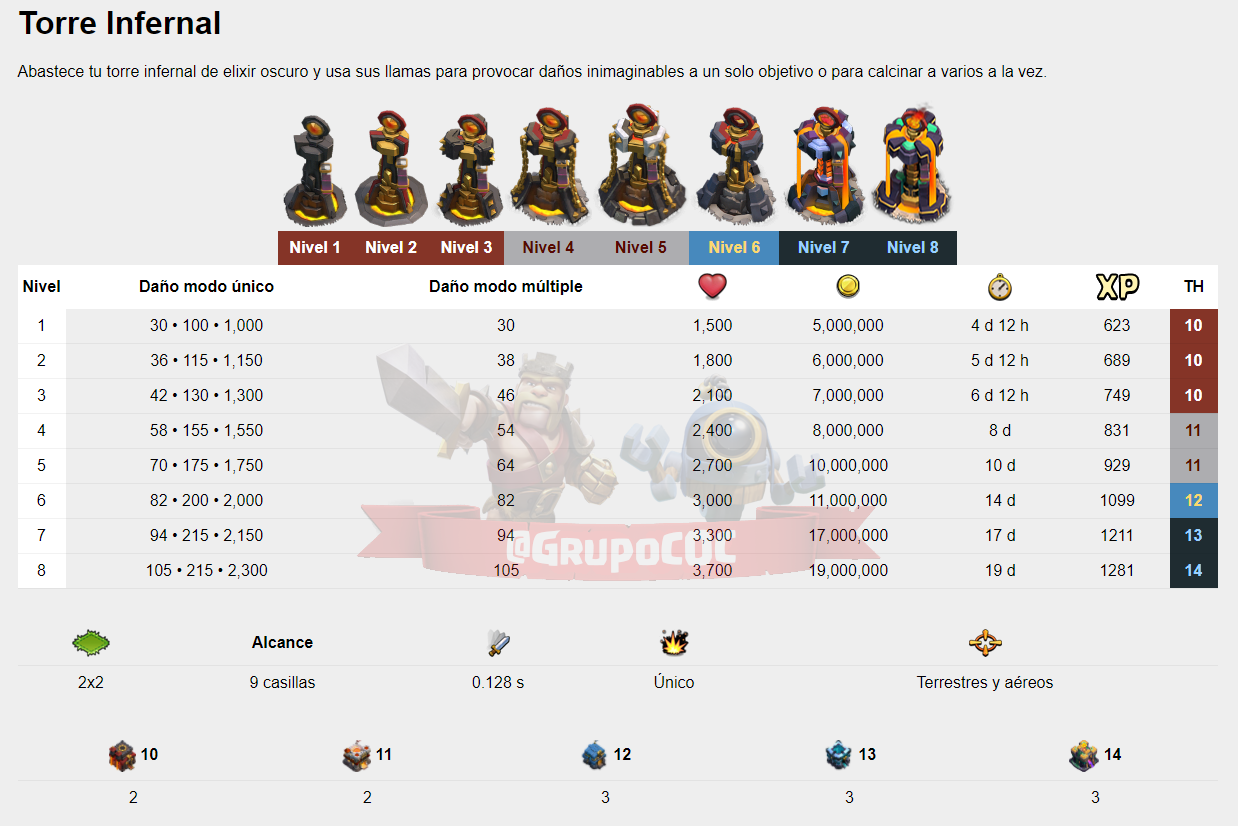 Torre Infernal
Abastece tu torre infernal de elixir oscuro y usa sus llamas para provocar daños inimaginables a un solo objetivo o para calcinar a varios a la vez.
Nivel 1 Nivel 2 Nivel 3 Nivel 4 Nivel 5 Nivel 6 Nivel 7 Nivel 8
Nivel Daño modo único Daño modo múltiple XP TH
1 30 • 100 • 1,000 30 1,500 5,000,000 4 d 12 h 623 10
2 36 • 115 • 1,150 38 1,800 6,000,000 5 d 12 h 689 10
3 42 • 130 • 1,300 46 2,100 7,000,000 6 d 12 h 749 10
4 58 • 155 • 1,550 54 2,400 8,000,000 8 d 831 11
5 70 • 175 • 1,750 64 2,700 10,000,000 10 d 929 11
6 82 • 200 • 2,000 82 3,000 11,000,000 14 d 1099 12
7 94 • 215 • 2,150 94 3,300 17,000,000 17 d 1211 13
@GRUPOCOC
8 105 • 215 • 2,300 105 3,700 19,000,000 19 d 1281 14
Alcance
2x2 9 casillas 0.128 s Único Terrestres y aéreos
10 11 12 13 14
2 2 3 3 3